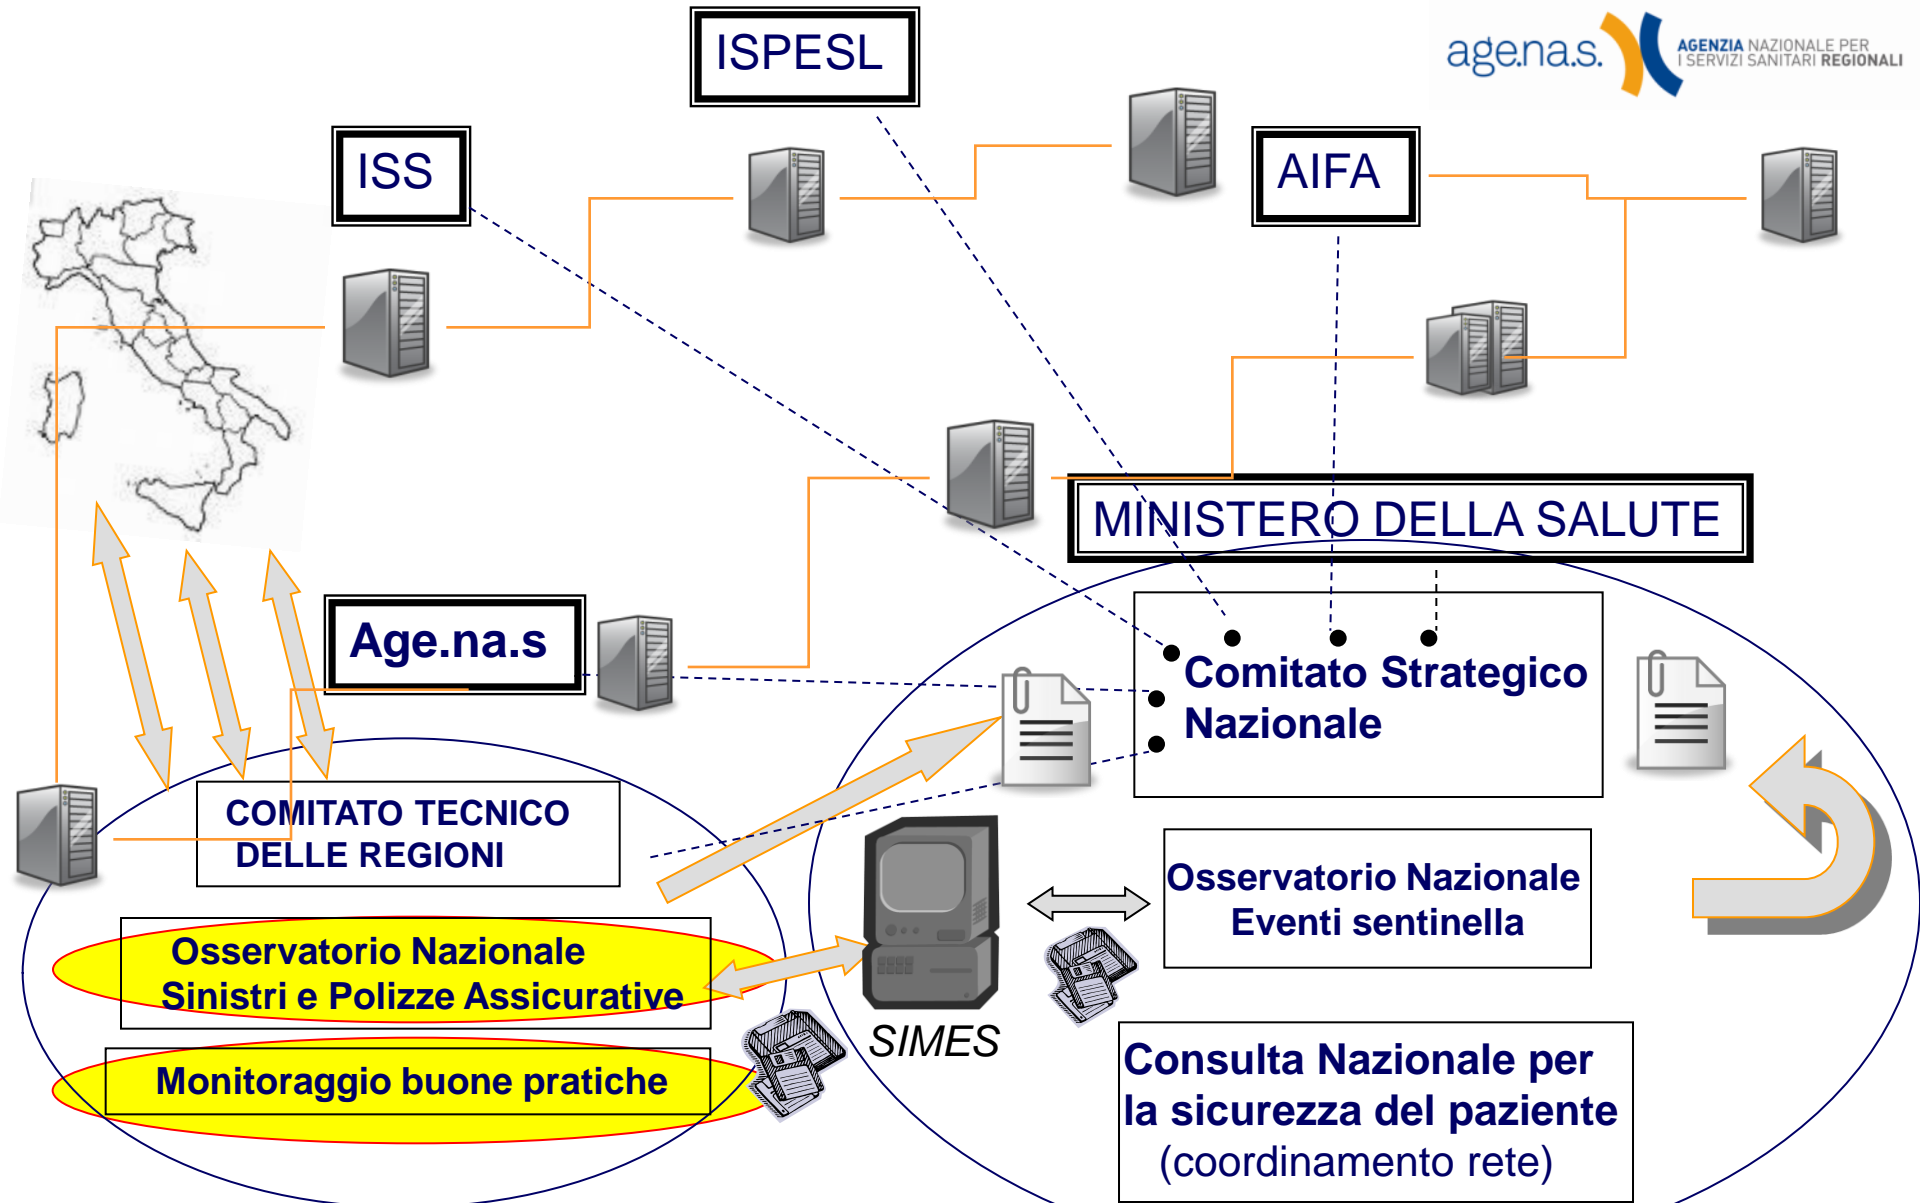 ISPESL
age.na.s.
AGENZIA NAZIONALE PER
I SERVIZI SANITARI REGIONALI
ISS
AIFA
MINISTERO DELLA SALUTE
Age.na.s
Comitato Strategico
Nazionale
COMITATO TECNICO
DELLE REGIONI
Osservatorio Nazionale
Eventi sentinella
Osservatorio Nazionale
Sinistri e Polizze Assicurative
SIMES
Monitoraggio buone pratiche
Consulta Nazionale per
la sicurezza del paziente
(coordinamento rete)